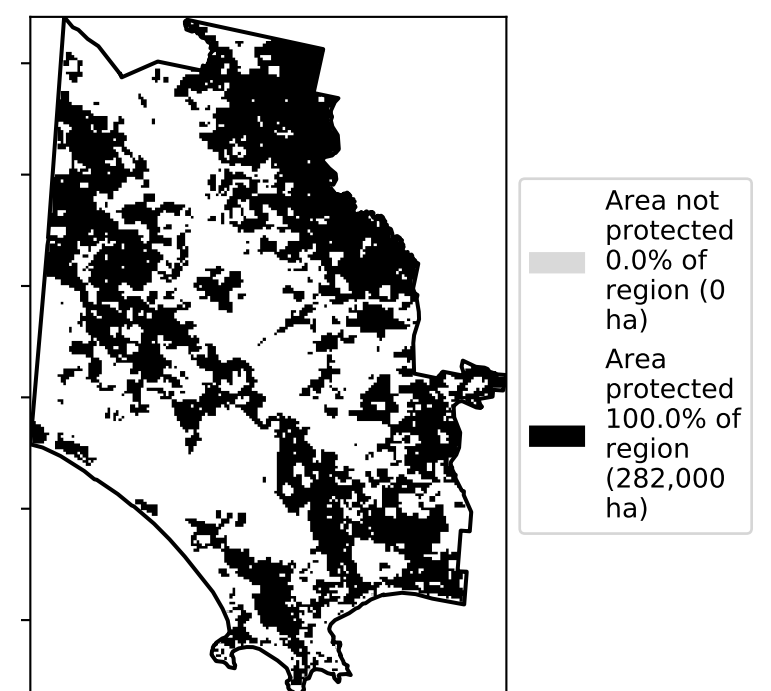 Area not
protected
0.0% of
region (0
ha)
Area
protected
100.0% of
region
(282,000
ha)